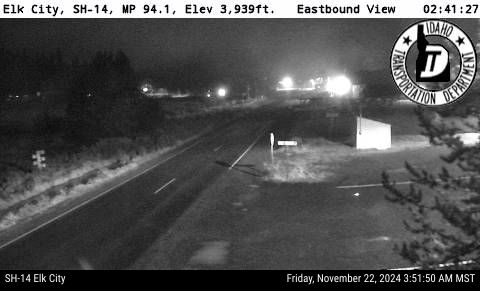 Elk City, SH-14, MP 94.1, Elev 3,939ft. Eastbound View 02:41:27
IDAHO
TRANSPORTATION DEPARTMENT
SH-14 Elk City Friday, November 22, 2024 3:51:50 AM MST